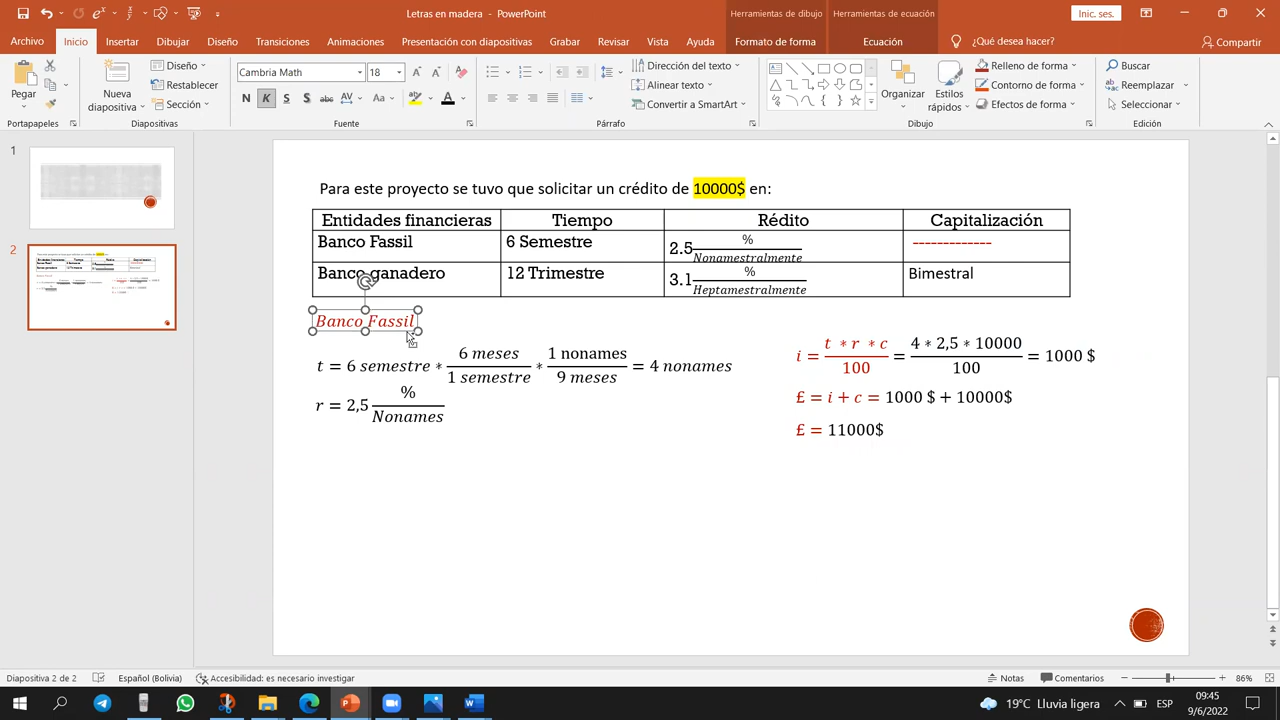 Letras en madera - PowerPoint
Herramientas de dibujo
Herramientas de ecuación
Inic. ses.
Archivo Inicio Insertar Dibujar Diseño Transiciones Animaciones Presentación con diapositivas Grabar Revisar Vista Ayuda Formato de forma Ecuación ¿Qué desea hacer? Compartir
Pegar
Portapapeles
Nueva diapositiva
Diseño
Restablecer
Sección
Diapositivas
Cambria Math 18
N K S S abc AV Aa A
Fuente
Párrafo
Dirección del texto
Alinear texto
Convertir a SmartArt
Organizar
Estilos rápidos
Relleno de forma
Contorno de forma
Efectos de forma
Dibujo
Buscar
Reemplazar
Seleccionar
Edición
1
2
Para este proyecto se tuvo que solicitar un crédito de 10000$ en:
Entidades financieras Tiempo Rédito Capitalización
Banco Fassil 6 Semestre 2.5 %/Nonamestralmente -------------
Banco ganadero 12 Trimestre 3.1 %/Heptamestralmente Bimestral
Banco Fassil
t = 6 semestre * 6 meses/1 semestre * 1 nonames/9 meses = 4 nonames
r = 2,5 %/Nonames
i = t * r * c/100 = 4 * 2,5 * 10000/100 = 1000 $
£ = i + c = 1000 $ + 10000$
£ = 11000$
Diapositiva 2 de 2 Español (Bolivia) Accesibilidad: es necesario investigar Notas Comentarios 86%
19°C Lluvia ligera ESP 09:45
9/6/2022